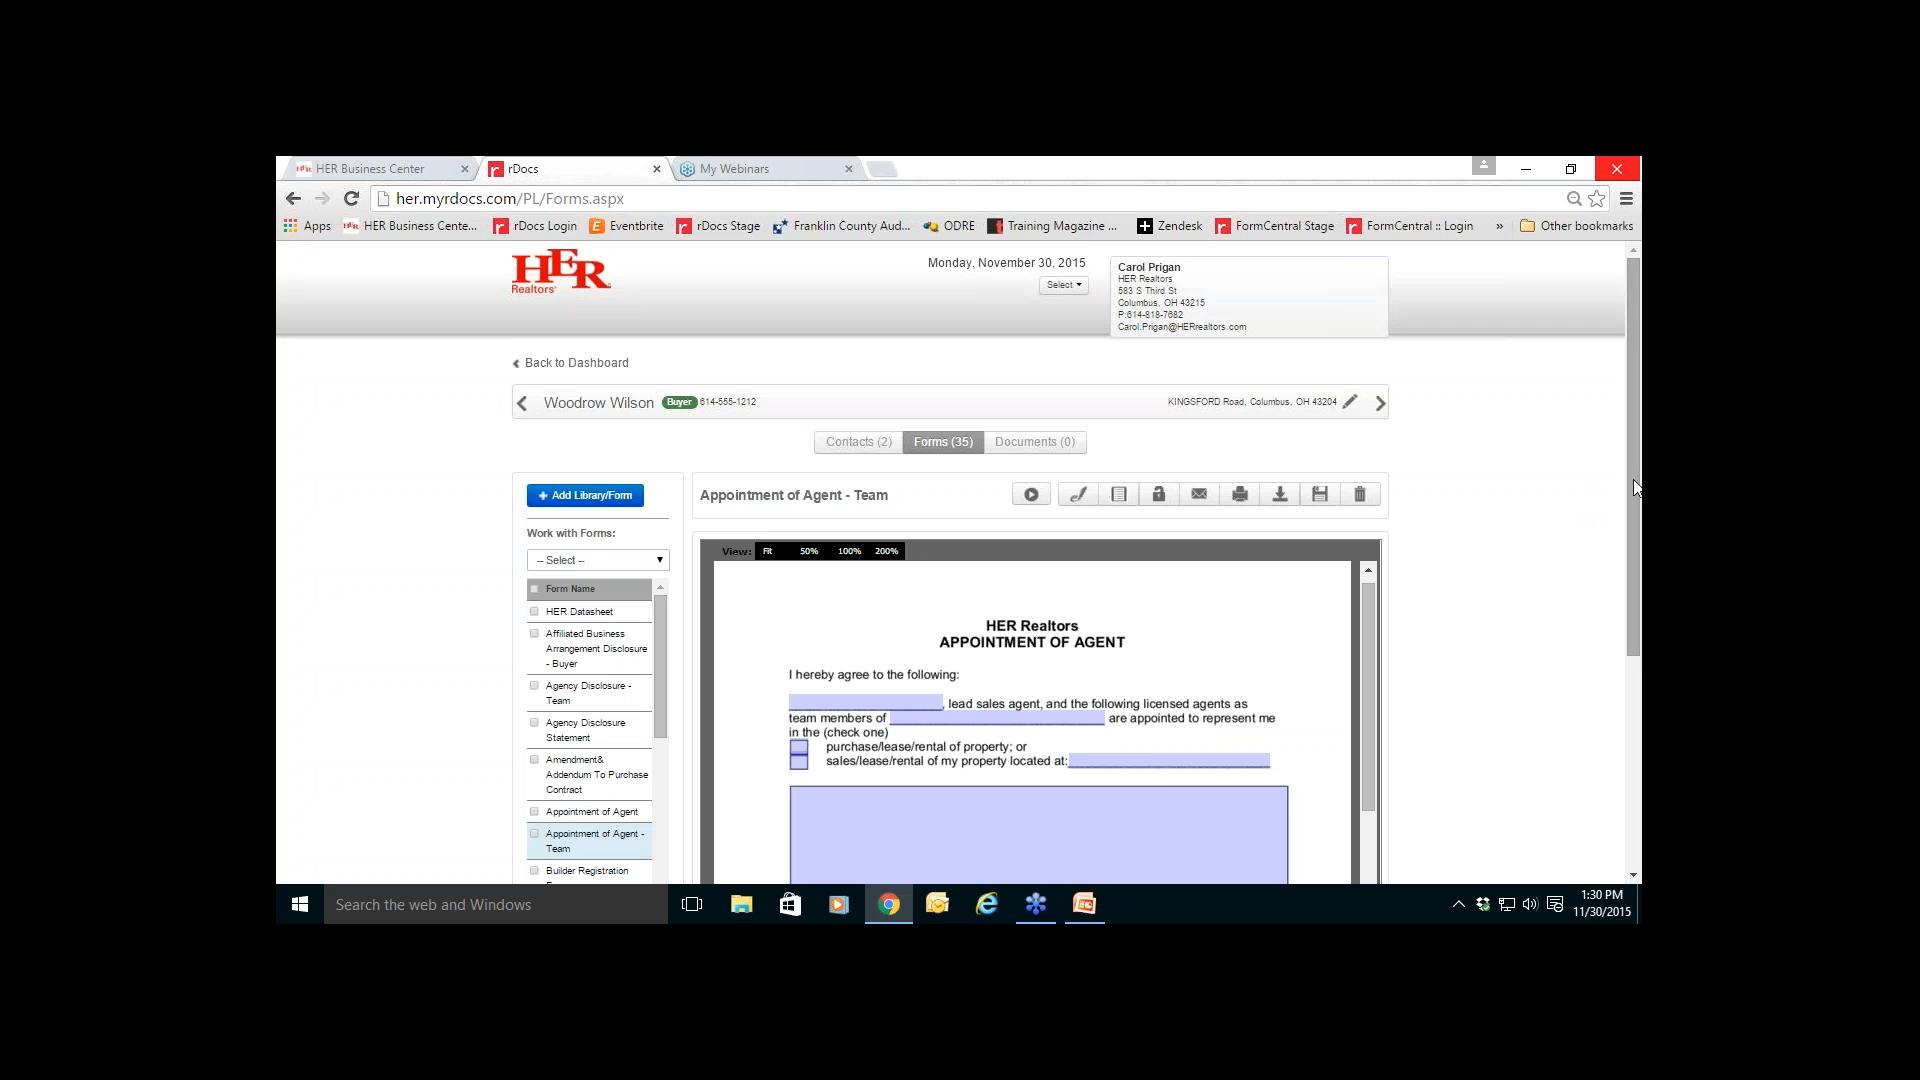 HER Business Center
rDocs
My Webinars
her.myrdocs.com/PL/Forms.aspx
Apps
HER Business Cente...
rDocs Login
Eventbrite
rDocs Stage
Franklin County Aud...
ODRE
Training Magazine ...
Zendesk
FormCentral Stage
FormCentral :: Login
»
Other bookmarks
HER
Realtors
Monday, November 30, 2015
Select
Carol Prigan
HER Realtors
583 S Third St
Columbus, OH 43215
P:614-818-7682
Carol.Prigan@HERrealtors.com
Back to Dashboard
Woodrow Wilson Buyer 614-555-1212
KINGSFORD Road, Columbus, OH 43204
Contacts (2)
Forms (35)
Documents (0)
+ Add Library/Form
Work with Forms:
-- Select --
Form Name
HER Datasheet
Affiliated Business
Arrangement Disclosure
- Buyer
Agency Disclosure -
Team
Agency Disclosure
Statement
Amendment&
Addendum To Purchase
Contract
Appointment of Agent
Appointment of Agent -
Team
Builder Registration
Appointment of Agent - Team
View: Fit 50% 100% 200%
HER Realtors
APPOINTMENT OF AGENT
I hereby agree to the following:
, lead sales agent, and the following licensed agents as
team members of are appointed to represent me
in the (check one)
purchase/lease/rental of property; or
sales/lease/rental of my property located at:
Search the web and Windows
1:30 PM
11/30/2015